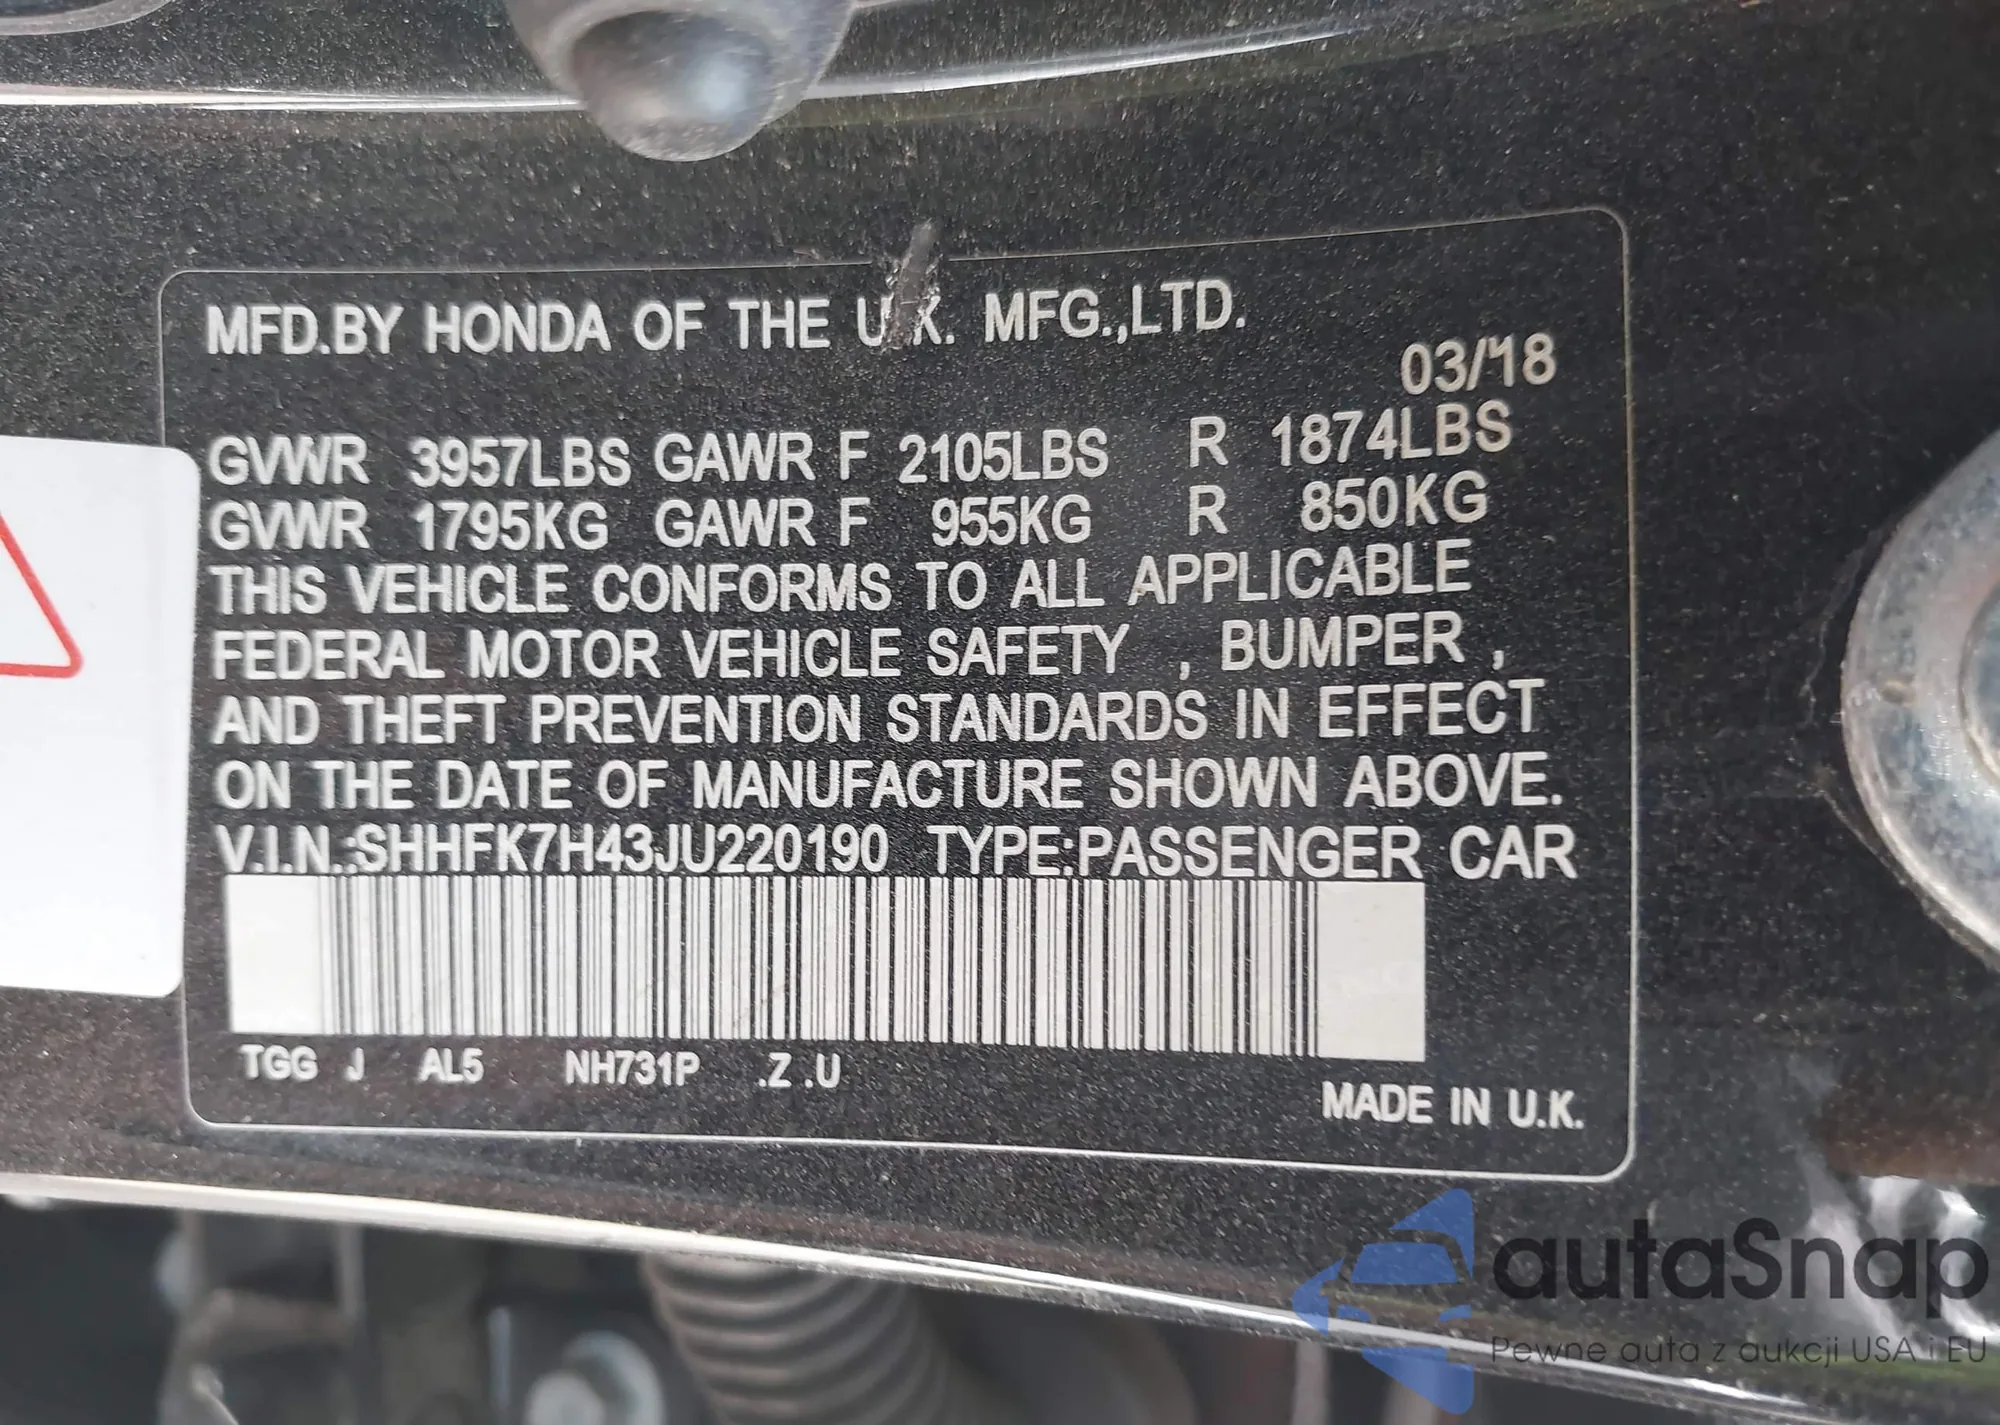 MFD.BY HONDA OF THE U.K. MFG.,LTD.
03/'18
GVWR 3957LBS GAWR F 2105LBS R 1874LBS
GVWR 1795KG GAWR F 955KG R 850KG
THIS VEHICLE CONFORMS TO ALL APPLICABLE
FEDERAL MOTOR VEHICLE SAFETY , BUMPER ,
AND THEFT PREVENTION STANDARDS IN EFFECT
ON THE DATE OF MANUFACTURE SHOWN ABOVE.
V.I.N.:SHHFK7H43JU220190 TYPE:PASSENGER CAR
TGG J AL5 NH731P .Z .U
MADE IN U.K.
autaSnap
Pewne auta z aukcji USA i EU